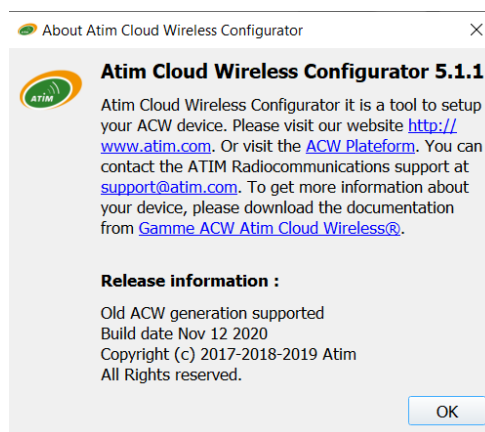 About Atim Cloud Wireless Configurator
ATIM
Atim Cloud Wireless Configurator 5.1.1
Atim Cloud Wireless Configurator it is a tool to setup
your ACW device. Please visit our website http://
www.atim.com. Or visit the ACW Plateform. You can
contact the ATIM Radiocommunications support at
support@atim.com. To get more information about
your device, please download the documentation
from Gamme ACW Atim Cloud Wireless®.
Release information :
Old ACW generation supported
Build date Nov 12 2020
Copyright (c) 2017-2018-2019 Atim
All Rights reserved.
OK